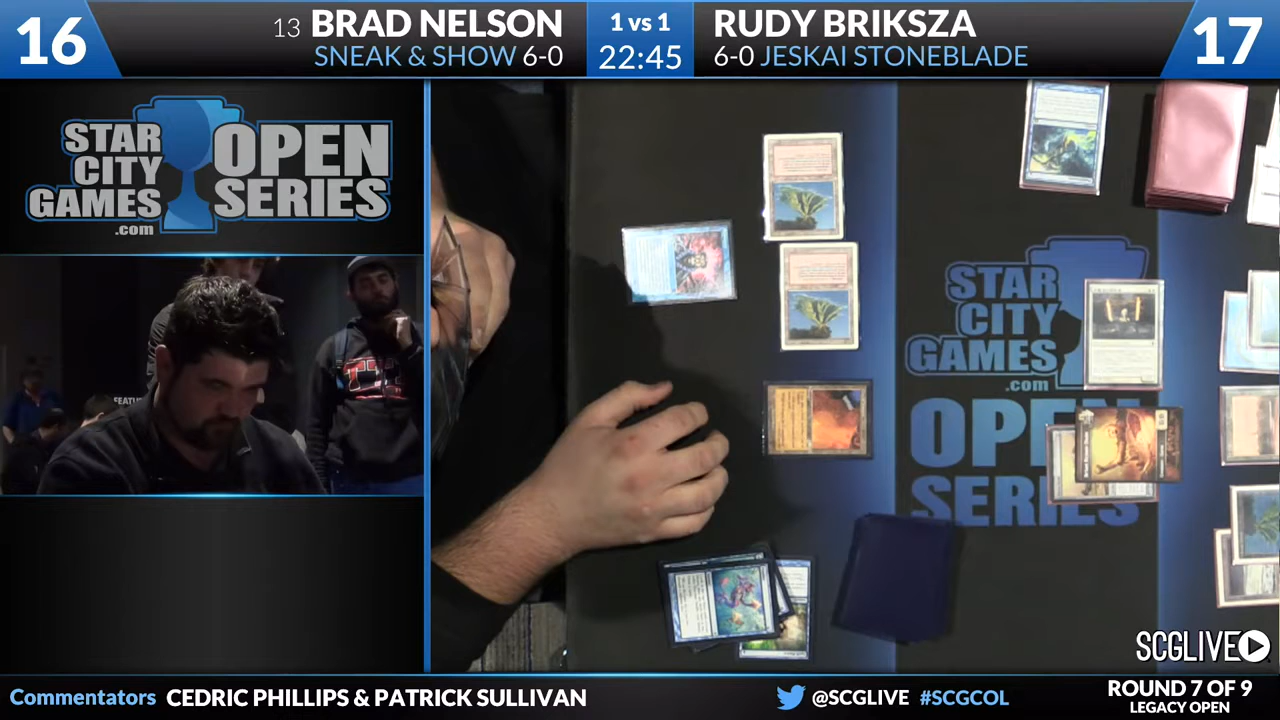 16
13 BRAD NELSON
SNEAK & SHOW 6-0
1 vs 1
22:45
RUDY BRIKSZA
6-0 JESKAI STONEBLADE
17
STAR
CITY
GAMES
.com
OPEN
SERIES
STAR
CITY
GAMES
.com
OPEN
SERIES
SCGLIVE
Commentators CEDRIC PHILLIPS & PATRICK SULLIVAN
@SCGLIVE #SCGCOL
ROUND 7 OF 9
LEGACY OPEN